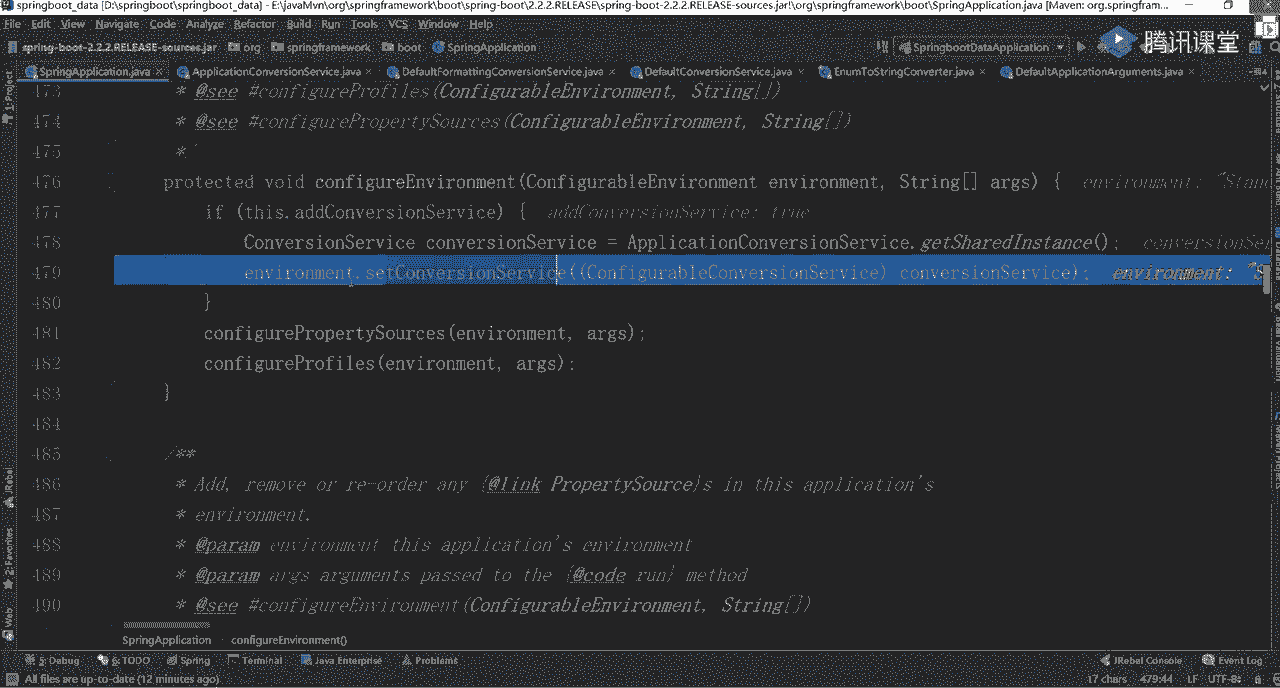 springboot_data [D:\springboot\springboot_data] - E:\javaMvn\org\springframework\boot\spring-boot\2.2.2.RELEASE\spring-boot-2.2.2.RELEASE-sources.jar!\org\springframework\boot\SpringApplication.java [Maven: org.springfram...
File Edit View Navigate Code Analyze Refactor Build Run Tools VCS Window Help
spring-boot-2.2.2.RELEASE-sources.jar org springframework boot SpringApplication SpringbootDataApplication 腾讯课堂
SpringApplication.java ApplicationConversionService.java DefaultFormattingConversionService.java DefaultConversionService.java EnumToStringConverter.java DefaultApplicationArguments.java
1: Project
473 * @see #configureProfiles(ConfigurableEnvironment, String[])
474 * @see #configurePropertySources(ConfigurableEnvironment, String[])
475 */
476 protected void configureEnvironment(ConfigurableEnvironment environment, String[] args) { environment: "Stand
477 if (this.addConversionService) { addConversionService: true
478 ConversionService conversionService = ApplicationConversionService.getSharedInstance(); conversionSer
479 environment.setConversionService((ConfigurableConversionService) conversionService); environment: "S
480 }
481 configurePropertySources(environment, args);
482 configureProfiles(environment, args);
483 }
484
485 /**
486 * Add, remove or re-order any {@link PropertySource}s in this application's
487 * environment.
488 * @param environment this application's environment
489 * @param args arguments passed to the {@code run} method
490 * @see #configureEnvironment(ConfigurableEnvironment, String[])
JRebel
2: Favorites
Web
SpringApplication configureEnvironment()
5: Debug 6: TODO Spring Terminal Java Enterprise Problems JRebel Console Event Log
All files are up-to-date (12 minutes ago) 17 chars 479:44 LF UTF-8